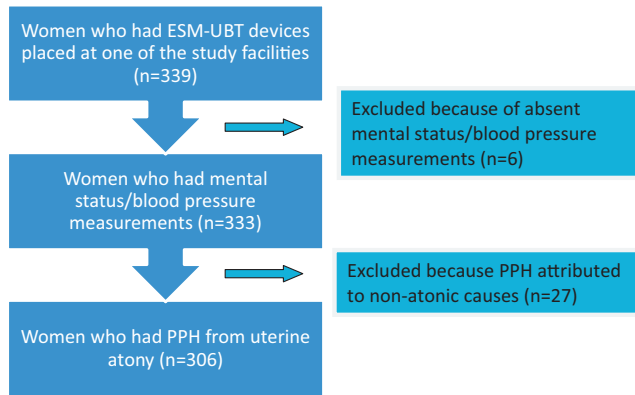 Women who had ESM-UBT devices
placed at one of the study facilities
(n=339)
Excluded because of absent
mental status/blood pressure
measurements (n=6)
Women who had mental
status/blood pressure
measurements (n=333)
Excluded because PPH attributed
to non-atonic causes (n=27)
Women who had PPH from uterine
atony (n=306)